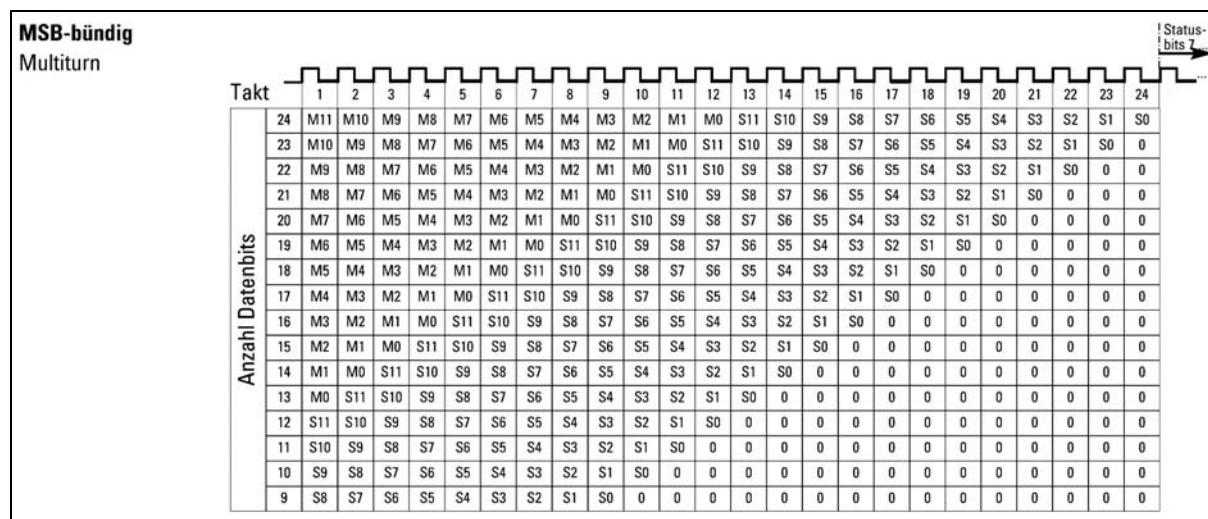 MSB-bündig
Multiturn
Status-
bits 7 ...
...
Takt 1 2 3 4 5 6 7 8 9 10 11 12 13 14 15 16 17 18 19 20 21 22 23 24
Anzahl Datenbits
24 M11 M10 M9 M8 M7 M6 M5 M4 M3 M2 M1 M0 S11 S10 S9 S8 S7 S6 S5 S4 S3 S2 S1 S0
23 M10 M9 M8 M7 M6 M5 M4 M3 M2 M1 M0 S11 S10 S9 S8 S7 S6 S5 S4 S3 S2 S1 S0 0
22 M9 M8 M7 M6 M5 M4 M3 M2 M1 M0 S11 S10 S9 S8 S7 S6 S5 S4 S3 S2 S1 S0 0 0
21 M8 M7 M6 M5 M4 M3 M2 M1 M0 S11 S10 S9 S8 S7 S6 S5 S4 S3 S2 S1 S0 0 0 0
20 M7 M6 M5 M4 M3 M2 M1 M0 S11 S10 S9 S8 S7 S6 S5 S4 S3 S2 S1 S0 0 0 0 0
19 M6 M5 M4 M3 M2 M1 M0 S11 S10 S9 S8 S7 S6 S5 S4 S3 S2 S1 S0 0 0 0 0 0
18 M5 M4 M3 M2 M1 M0 S11 S10 S9 S8 S7 S6 S5 S4 S3 S2 S1 S0 0 0 0 0 0 0
17 M4 M3 M2 M1 M0 S11 S10 S9 S8 S7 S6 S5 S4 S3 S2 S1 S0 0 0 0 0 0 0 0
16 M3 M2 M1 M0 S11 S10 S9 S8 S7 S6 S5 S4 S3 S2 S1 S0 0 0 0 0 0 0 0 0
15 M2 M1 M0 S11 S10 S9 S8 S7 S6 S5 S4 S3 S2 S1 S0 0 0 0 0 0 0 0 0 0
14 M1 M0 S11 S10 S9 S8 S7 S6 S5 S4 S3 S2 S1 S0 0 0 0 0 0 0 0 0 0 0
13 M0 S11 S10 S9 S8 S7 S6 S5 S4 S3 S2 S1 S0 0 0 0 0 0 0 0 0 0 0 0
12 S11 S10 S9 S8 S7 S6 S5 S4 S3 S2 S1 S0 0 0 0 0 0 0 0 0 0 0 0 0
11 S10 S9 S8 S7 S6 S5 S4 S3 S2 S1 S0 0 0 0 0 0 0 0 0 0 0 0 0 0
10 S9 S8 S7 S6 S5 S4 S3 S2 S1 S0 0 0 0 0 0 0 0 0 0 0 0 0 0 0
9 S8 S7 S6 S5 S4 S3 S2 S1 S0 0 0 0 0 0 0 0 0 0 0 0 0 0 0 0